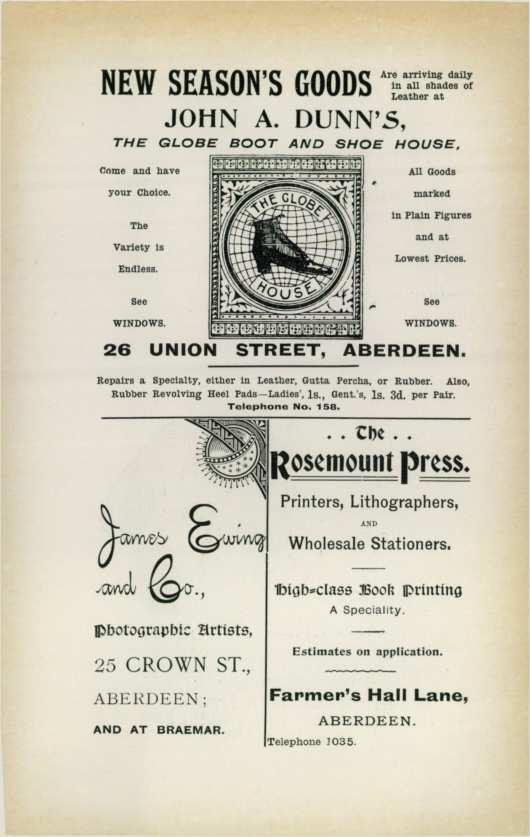 NEW SEASON'S GOODS
Are arriving daily
in all shades of
Leather at
JOHN A. DUNN'S,
THE GLOBE BOOT AND SHOE HOUSE,
Come and have
your Choice.
The
Variety is
Endless.
See
WINDOWS.
THE GLOBE
HOUSE
All Goods
marked
in Plain Figures
and at
Lowest Prices.
See
WINDOWS.
26 UNION STREET, ABERDEEN.
Repairs a Specialty, either in Leather, Gutta Percha, or Rubber. Also,
Rubber Revolving Heel Pads—Ladies', 1s., Gent.'s, 1s. 3d. per Pair.
Telephone No. 158.
James Ewing
and Co.,
Photographic Artists,
25 CROWN ST.,
ABERDEEN;
AND AT BRAEMAR.
. . The . .
Rosemount Press.
Printers, Lithographers,
AND
Wholesale Stationers.
High=class Book Printing
A Speciality.
Estimates on application.
Farmer's Hall Lane,
ABERDEEN.
Telephone 1035.